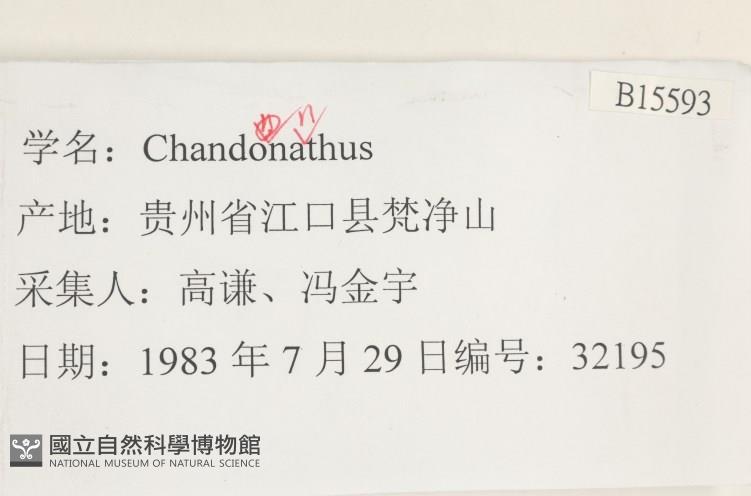 B15593
学名：Chandonathus
产地：贵州省江口县梵净山
采集人：高谦、冯金宇
日期：1983 年 7 月 29 日编号：32195
國立自然科學博物館
NATIONAL MUSEUM OF NATURAL SCIENCE